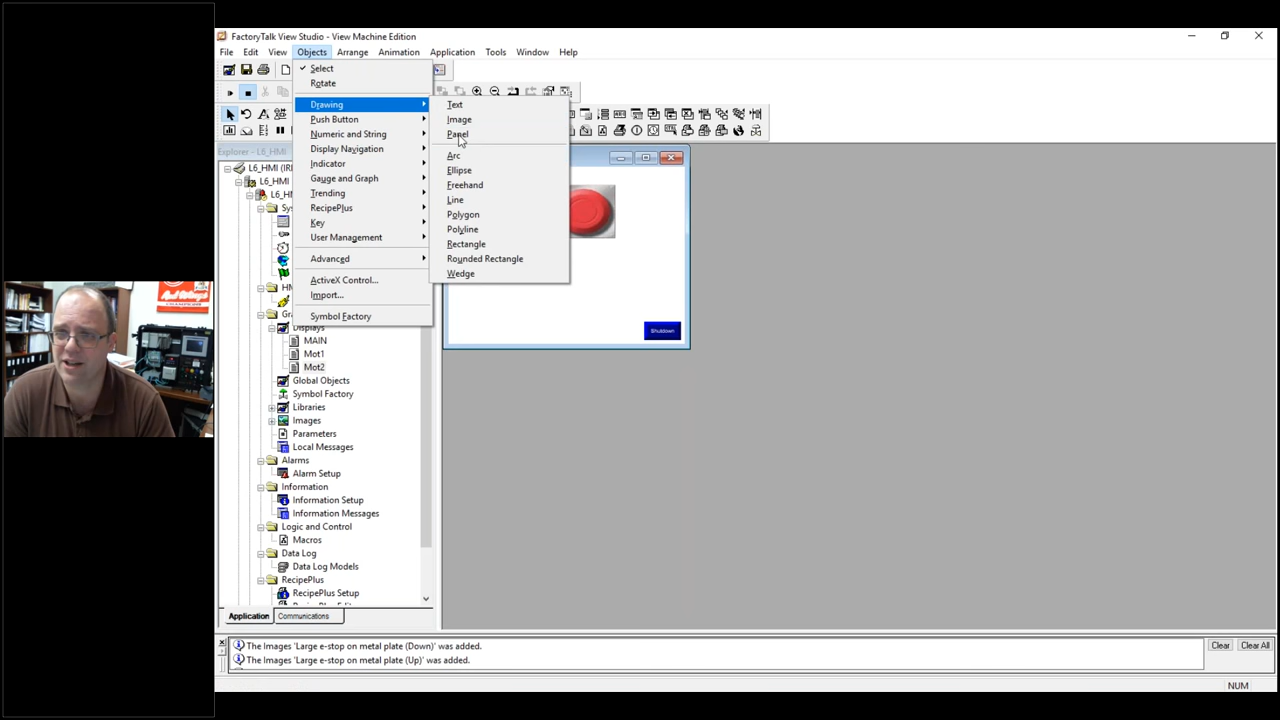 FactoryTalk View Studio - View Machine Edition
File Edit View Objects Arrange Animation Application Tools Window Help
Select
Rotate
Drawing
Push Button
Numeric and String
Display Navigation
Indicator
Gauge and Graph
Trending
RecipePlus
Key
User Management
Advanced
ActiveX Control...
Import...
Symbol Factory
Text
Image
Panel
Arc
Ellipse
Freehand
Line
Polygon
Polyline
Rectangle
Rounded Rectangle
Wedge
Explorer - L6_HMI
L6_HMI
L6_HMI
MAIN
Mot1
Mot2
Global Objects
Symbol Factory
Libraries
Images
Parameters
Local Messages
Alarms
Alarm Setup
Information
Information Setup
Information Messages
Logic and Control
Macros
Data Log
Data Log Models
RecipePlus
RecipePlus Setup
Application Communications
Shutdown
The Images 'Large e-stop on metal plate (Down)' was added.
The Images 'Large e-stop on metal plate (Up)' was added.
Clear Clear All
NUM